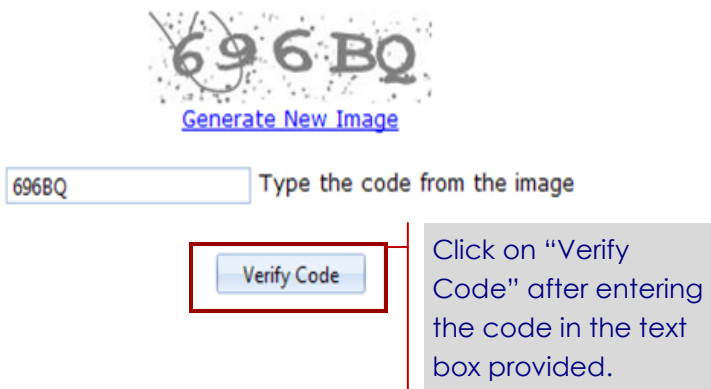 696BQ
Generate New Image
696BQ
Type the code from the image
Verify Code
Click on “Verify
Code” after entering
the code in the text
box provided.